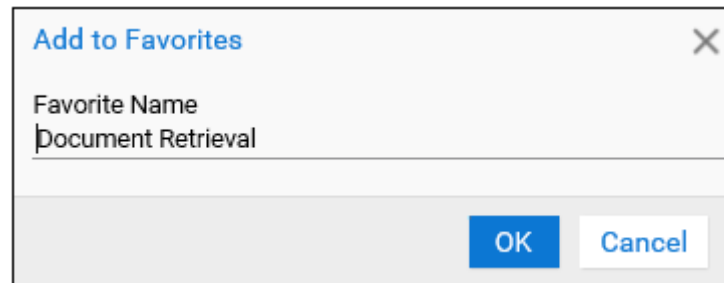 Add to Favorites
Favorite Name
Document Retrieval
OK Cancel